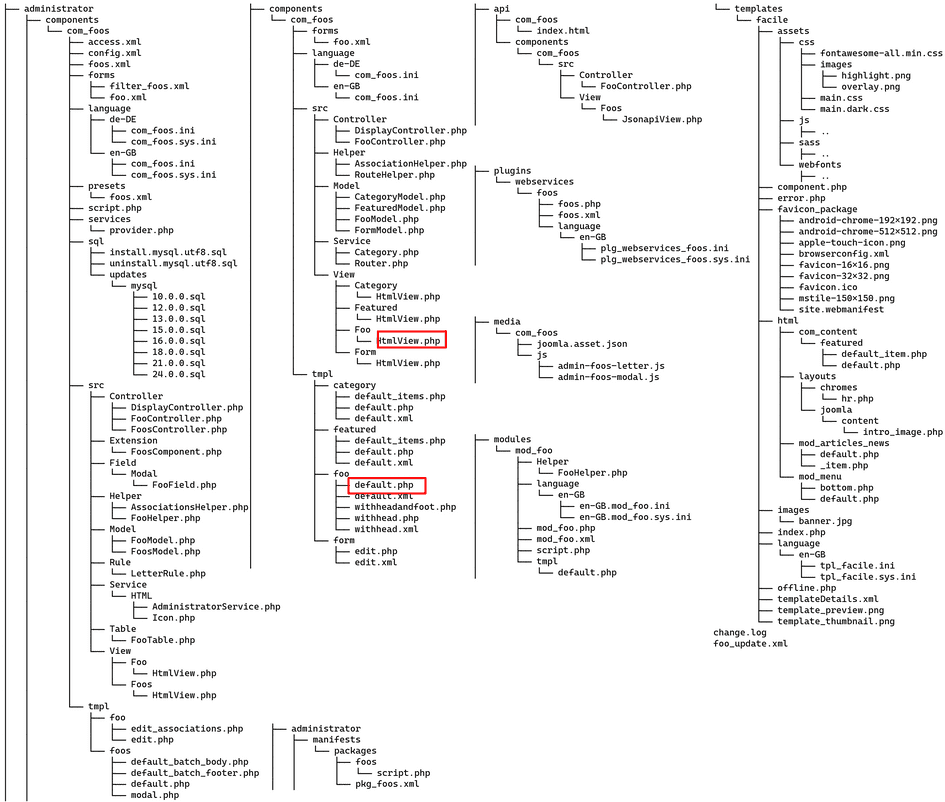 administrator
components
com_foos
access.xml
config.xml
foos.xml
forms
filter_foos.xml
foo.xml
language
de-DE
com_foos.ini
com_foos.sys.ini
en-GB
com_foos.ini
com_foos.sys.ini
presets
foos.xml
script.php
services
provider.php
sql
install.mysql.utf8.sql
uninstall.mysql.utf8.sql
updates
mysql
10.0.0.sql
12.0.0.sql
13.0.0.sql
15.0.0.sql
16.0.0.sql
18.0.0.sql
21.0.0.sql
24.0.0.sql
src
Controller
DisplayController.php
FooController.php
FoosController.php
Extension
FoosComponent.php
Field
Modal
FooField.php
Helper
AssociationsHelper.php
FooHelper.php
Model
FooModel.php
FoosModel.php
Rule
LetterRule.php
Service
HTML
AdministratorService.php
Icon.php
Table
FooTable.php
View
Foo
HtmlView.php
Foos
HtmlView.php
tmpl
foo
edit_associations.php
edit.php
foos
default_batch_body.php
default_batch_footer.php
default.php
modal.php
components
com_foos
forms
foo.xml
language
de-DE
com_foos.ini
en-GB
com_foos.ini
src
Controller
DisplayController.php
FooController.php
Helper
AssociationHelper.php
RouteHelper.php
Model
CategoryModel.php
FeaturedModel.php
FooModel.php
FormModel.php
Service
Category.php
Router.php
View
Category
HtmlView.php
Featured
HtmlView.php
Foo
HtmlView.php
Form
HtmlView.php
tmpl
category
default_items.php
default.php
default.xml
featured
default_items.php
default.php
default.xml
foo
default.php
default.xml
withheadandfoot.php
withhead.php
withhead.xml
form
edit.php
edit.xml
administrator
manifests
packages
foos
script.php
pkg_foos.xml
api
com_foos
index.html
components
com_foos
src
Controller
FooController.php
View
Foos
JsonapiView.php
plugins
webservices
foos
foos.php
foos.xml
language
en-GB
plg_webservices_foos.ini
plg_webservices_foos.sys.ini
media
com_foos
joomla.asset.json
js
admin-foos-letter.js
admin-foos-modal.js
modules
mod_foo
Helper
FooHelper.php
language
en-GB
en-GB.mod_foo.ini
en-GB.mod_foo.sys.ini
mod_foo.php
mod_foo.xml
script.php
tmpl
default.php
templates
facile
assets
css
fontawesome-all.min.css
images
highlight.png
overlay.png
main.css
main.dark.css
js
..
sass
..
webfonts
..
component.php
error.php
favicon_package
android-chrome-192×192.png
android-chrome-512×512.png
apple-touch-icon.png
browserconfig.xml
favicon-16×16.png
favicon-32×32.png
favicon.ico
mstile-150×150.png
site.webmanifest
html
com_content
featured
default_item.php
default.php
layouts
chromes
hr.php
joomla
content
intro_image.php
mod_articles_news
default.php
_item.php
mod_menu
bottom.php
default.php
images
banner.jpg
index.php
language
en-GB
tpl_facile.ini
tpl_facile.sys.ini
offline.php
templateDetails.xml
template_preview.png
template_thumbnail.png
change.log
foo_update.xml